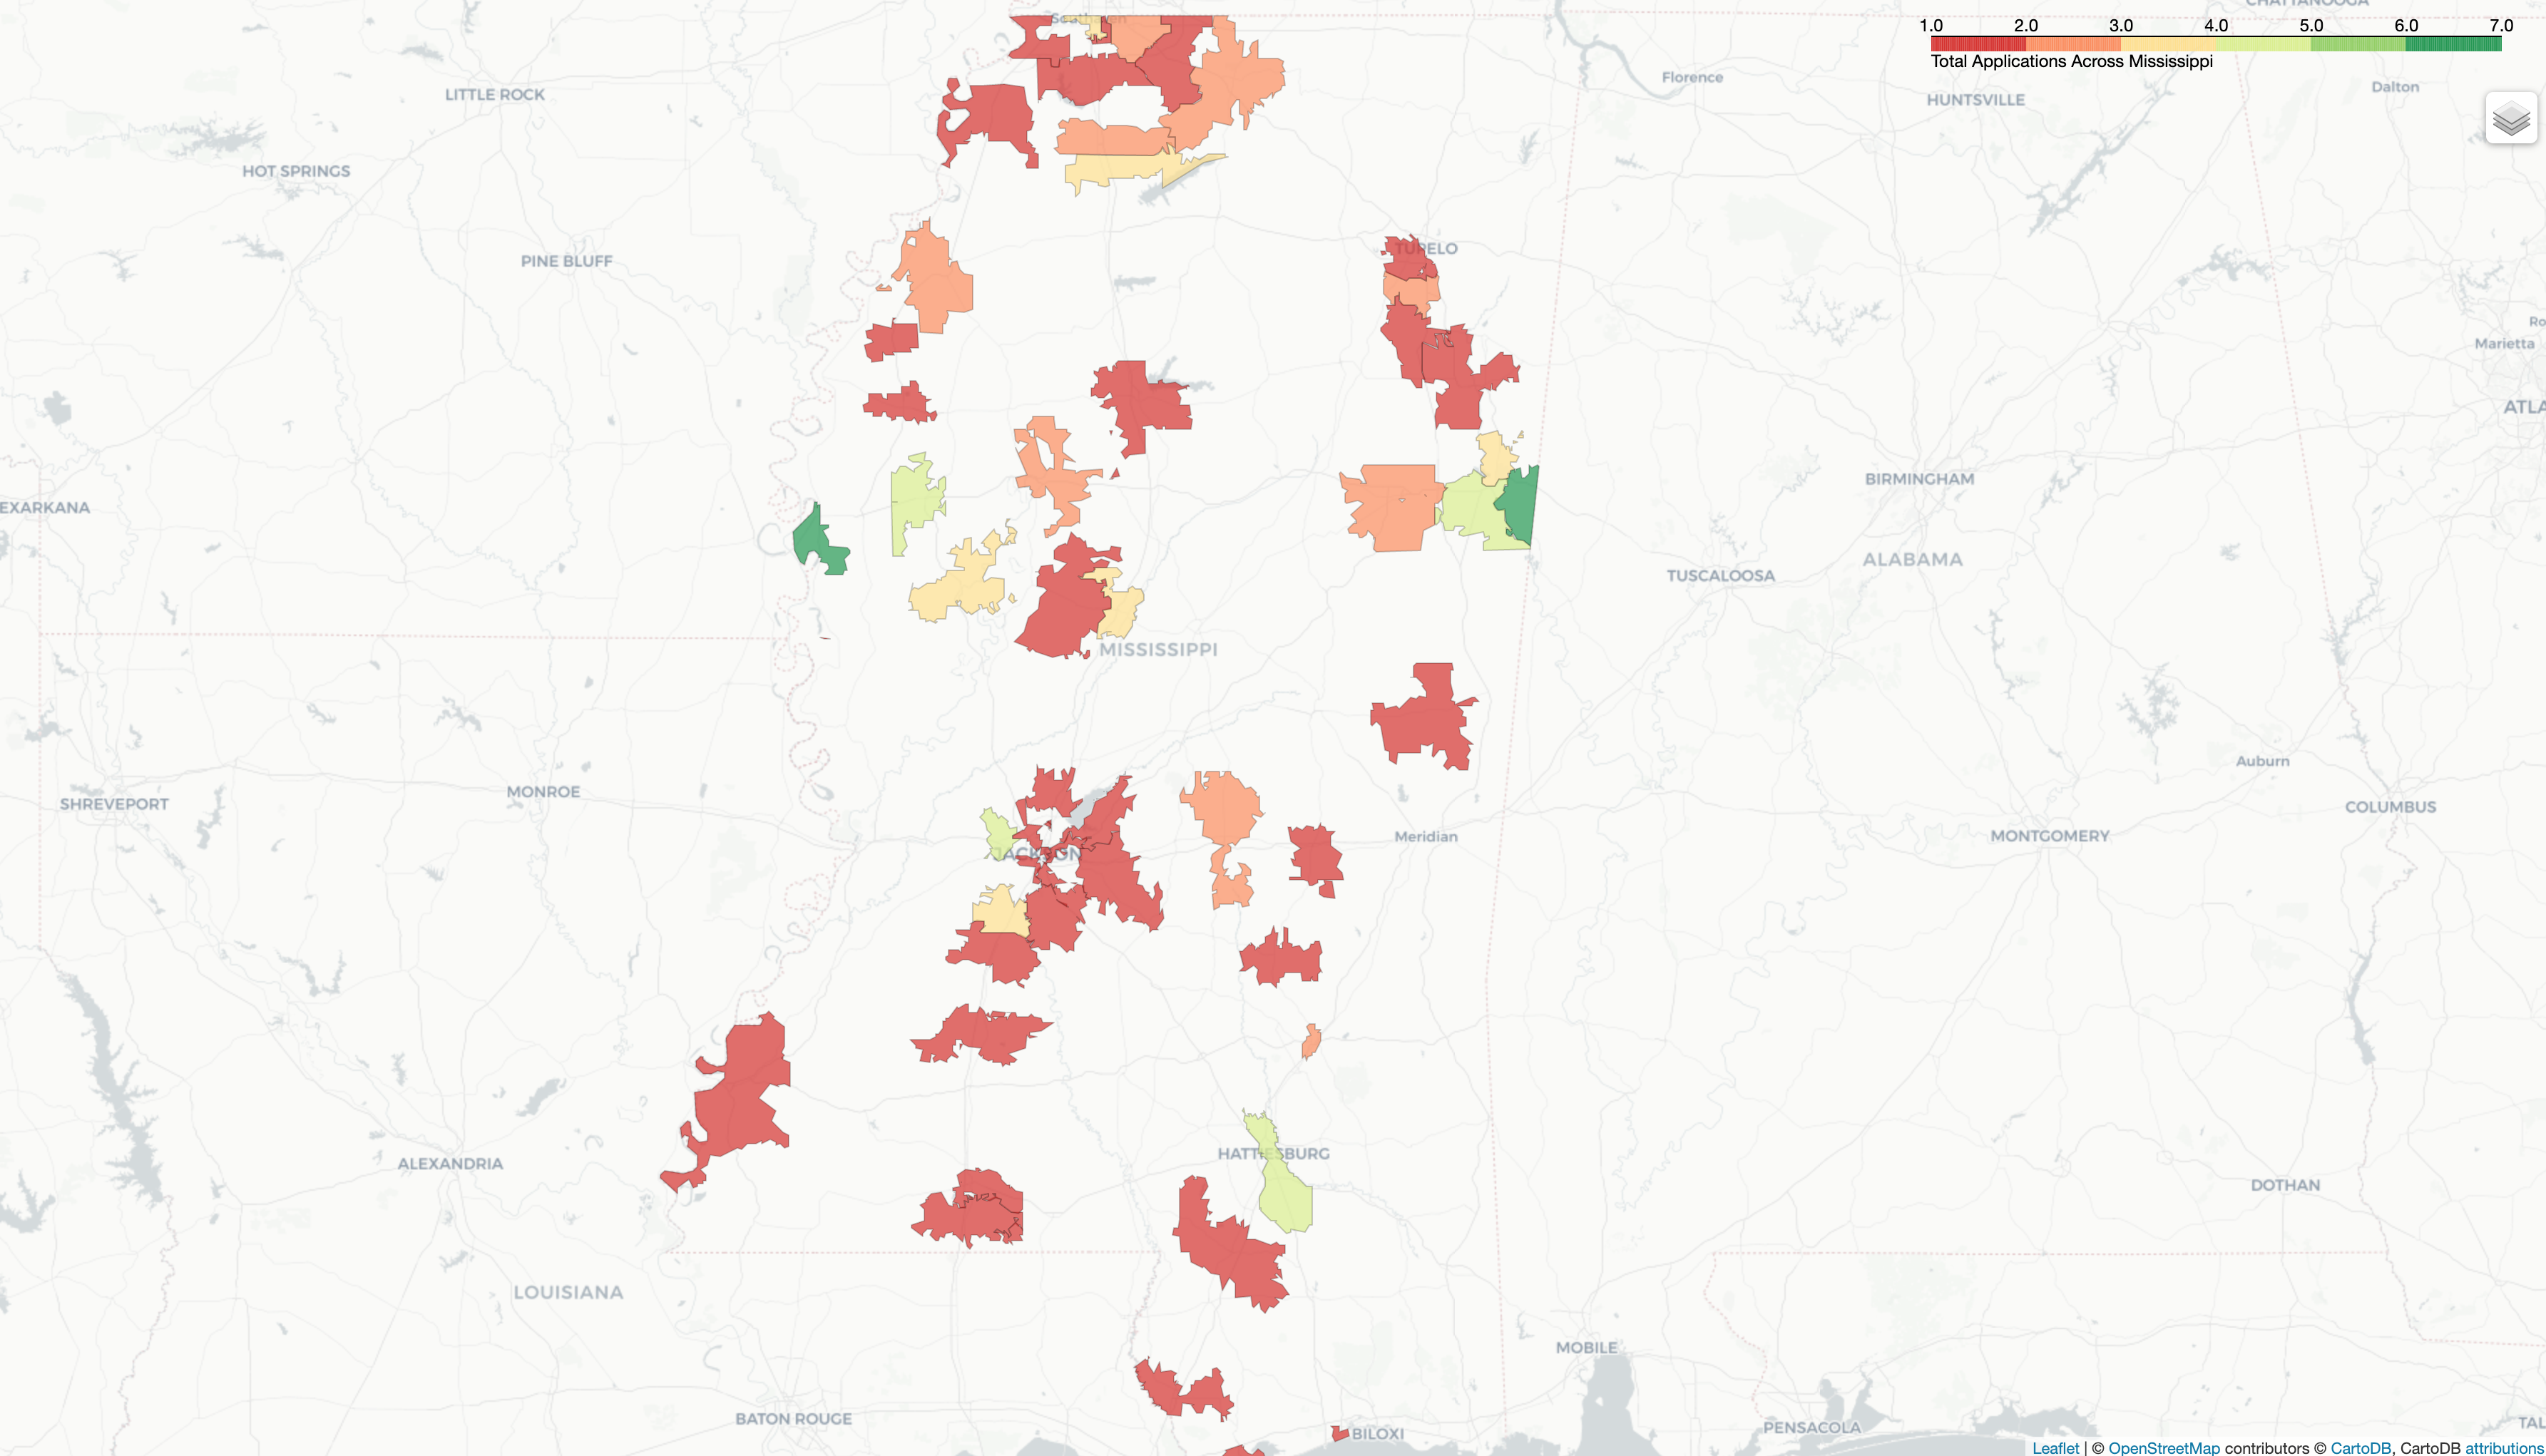 CHATTANOOGA
Southaven
1.0 2.0 3.0 4.0 5.0 6.0 7.0
Total Applications Across Mississippi
Florence
Dalton
LITTLE ROCK
HUNTSVILLE
HOT SPRINGS
TUPELO
PINE BLUFF
Ro
Marietta
ATLA
BIRMINGHAM
EXARKANA
ALABAMA
TUSCALOOSA
MISSISSIPPI
Auburn
MONROE
SHREVEPORT
COLUMBUS
Meridian
MONTGOMERY
JACKSON
HATTIESBURG
ALEXANDRIA
DOTHAN
LOUISIANA
MOBILE
BATON ROUGE
PENSACOLA
TAL
BILOXI
Leaflet | © OpenStreetMap contributors © CartoDB, CartoDB attributions